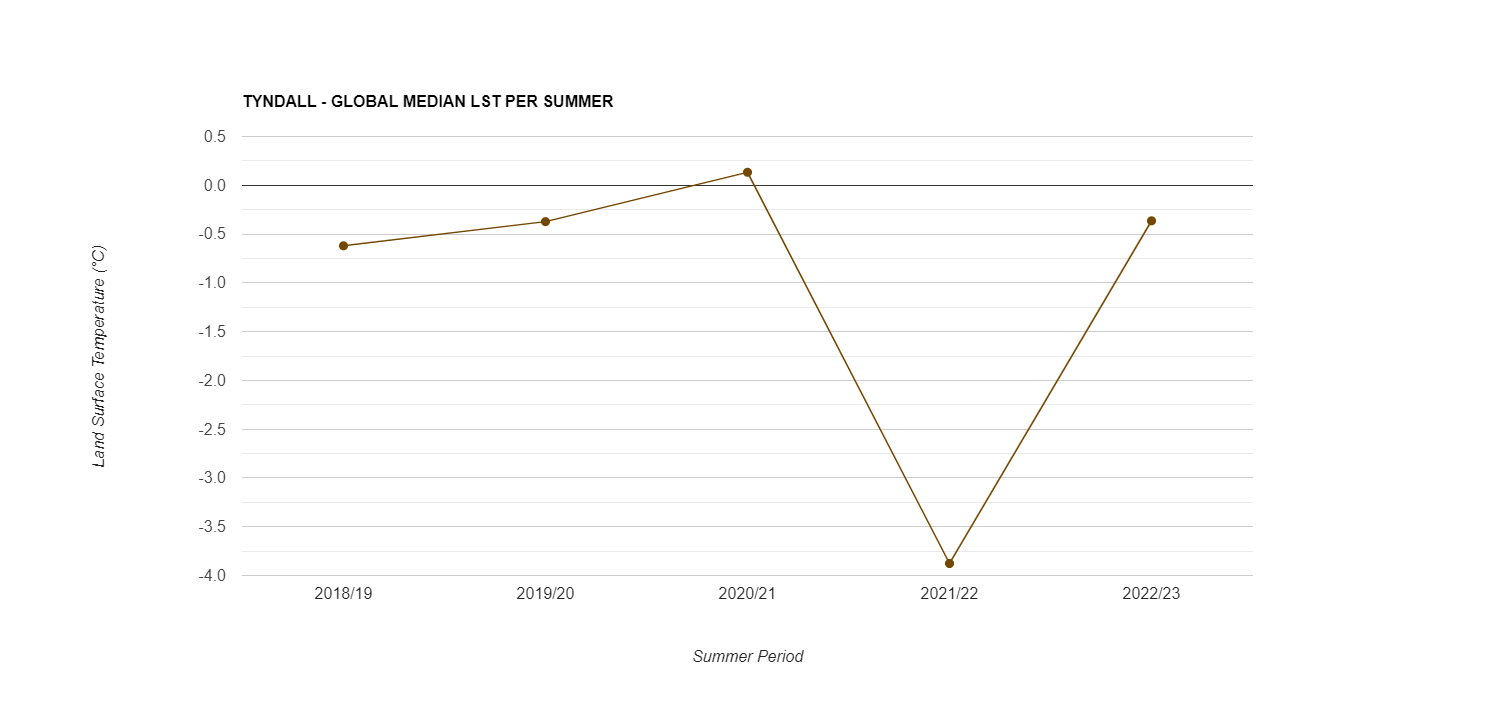 TYNDALL - GLOBAL MEDIAN LST PER SUMMER
0.5
0.0
-0.5
-1.0
-1.5
-2.0
-2.5
-3.0
-3.5
-4.0
Land Surface Temperature (°C)
2018/19 2019/20 2020/21 2021/22 2022/23
Summer Period